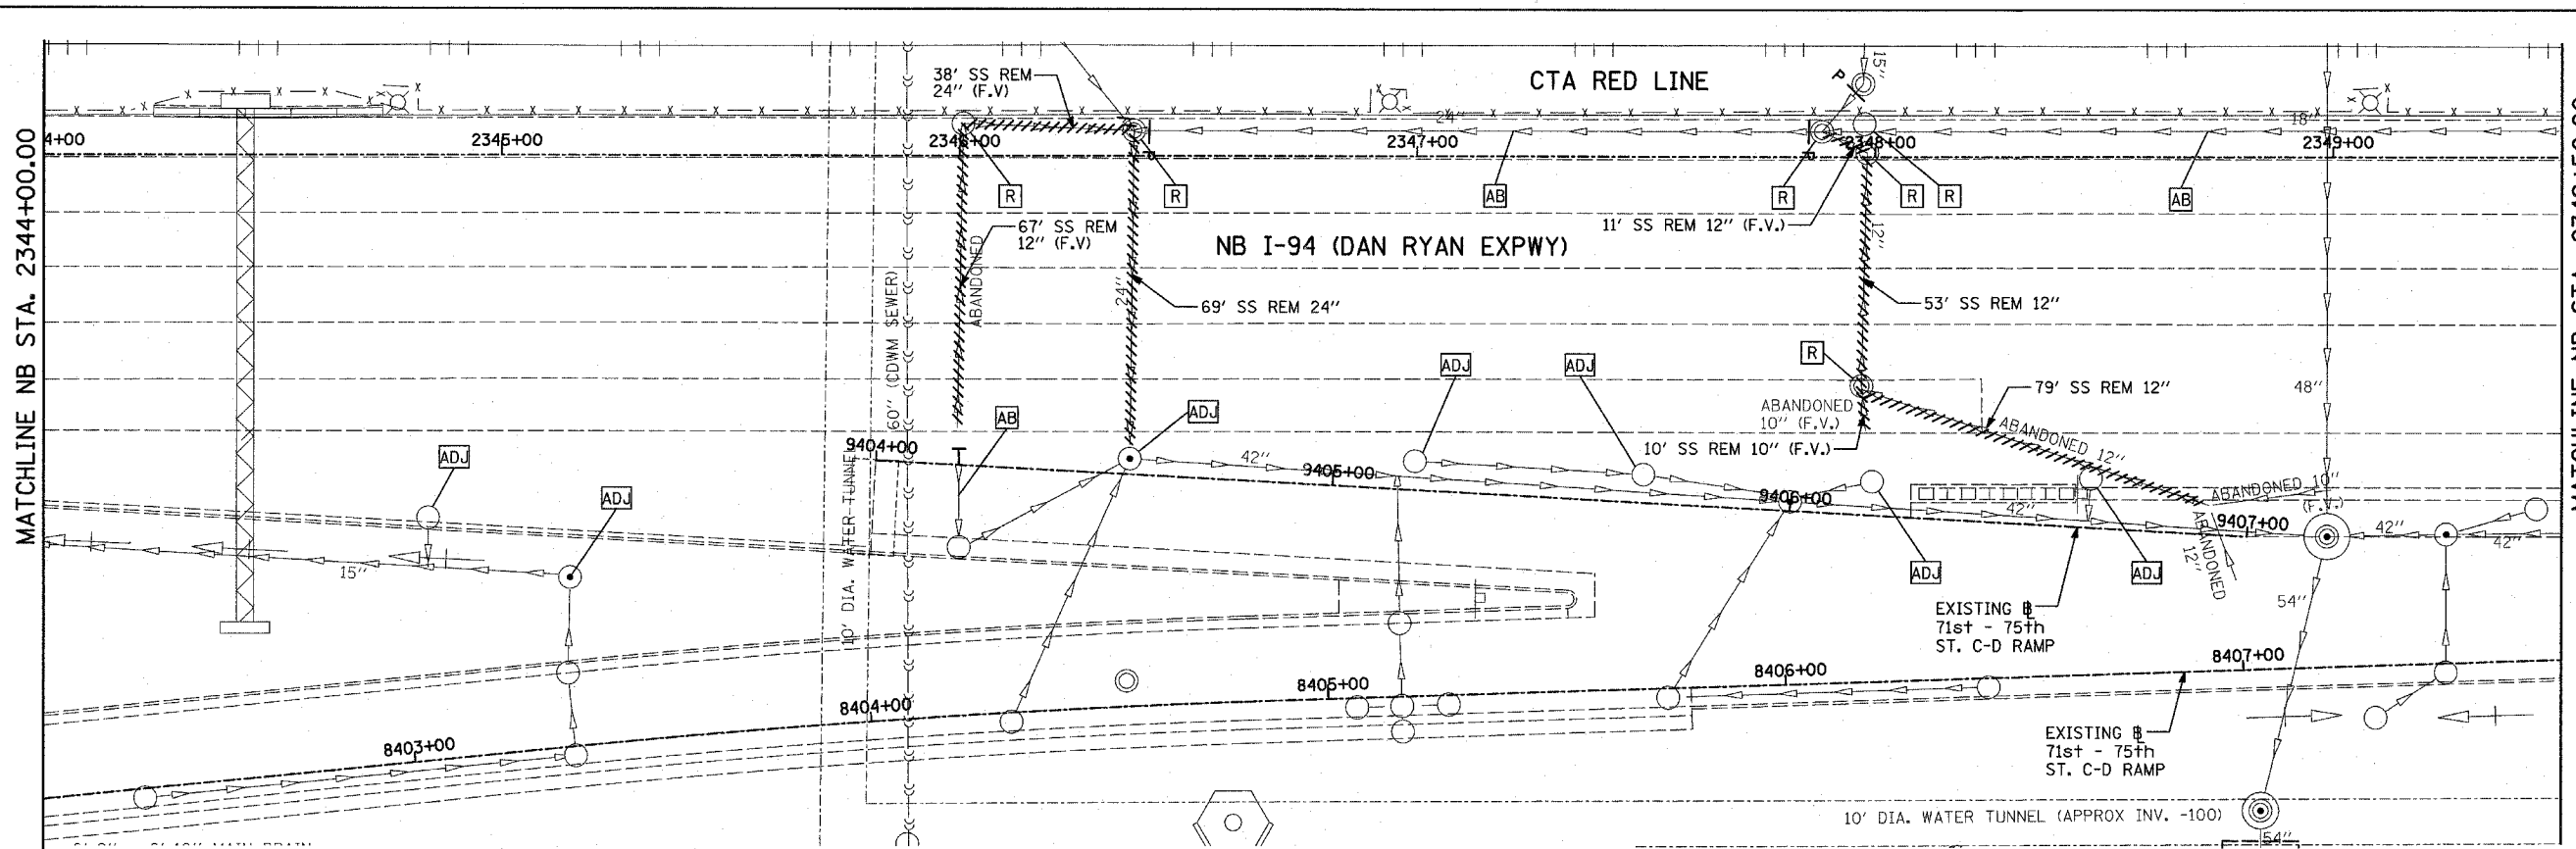 CTA RED LINE
38' SS REM
24" (F.V)
15"
P
24"
18"
4+00
2345+00
2346+00
P
2347+00
P
2348+00
2349+00
R
R
AB
R
R
R
AB
MATCHLINE NB STA. 2344+00.00
67' SS REM
12" (F.V)
ABANDONED
60" (CDWM SEWER)
NB I-94 (DAN RYAN EXPWY)
11' SS REM 12" (F.V.)
12"
24"
69' SS REM 24"
53' SS REM 12"
R
ADJ
ADJ
48"
79' SS REM 12"
ABANDONED
10" (F.V.)
10' SS REM 10" (F.V.)
ABANDONED 12"
AB
ADJ
ADJ
ADJ
9404+00
42"
9405+00
9406+00
42"
ABANDONED 10"
(F.V.)
9407+00
42"
42"
ABANDONED
12"
10' DIA. WATER TUNNEL
15"
ADJ
ADJ
54"
EXISTING ℄
71st - 75th
ST. C-D RAMP
8403+00
8404+00
8405+00
8406+00
8407+00
EXISTING ℄
71st - 75th
ST. C-D RAMP
10' DIA. WATER TUNNEL (APPROX INV. -100)
54"